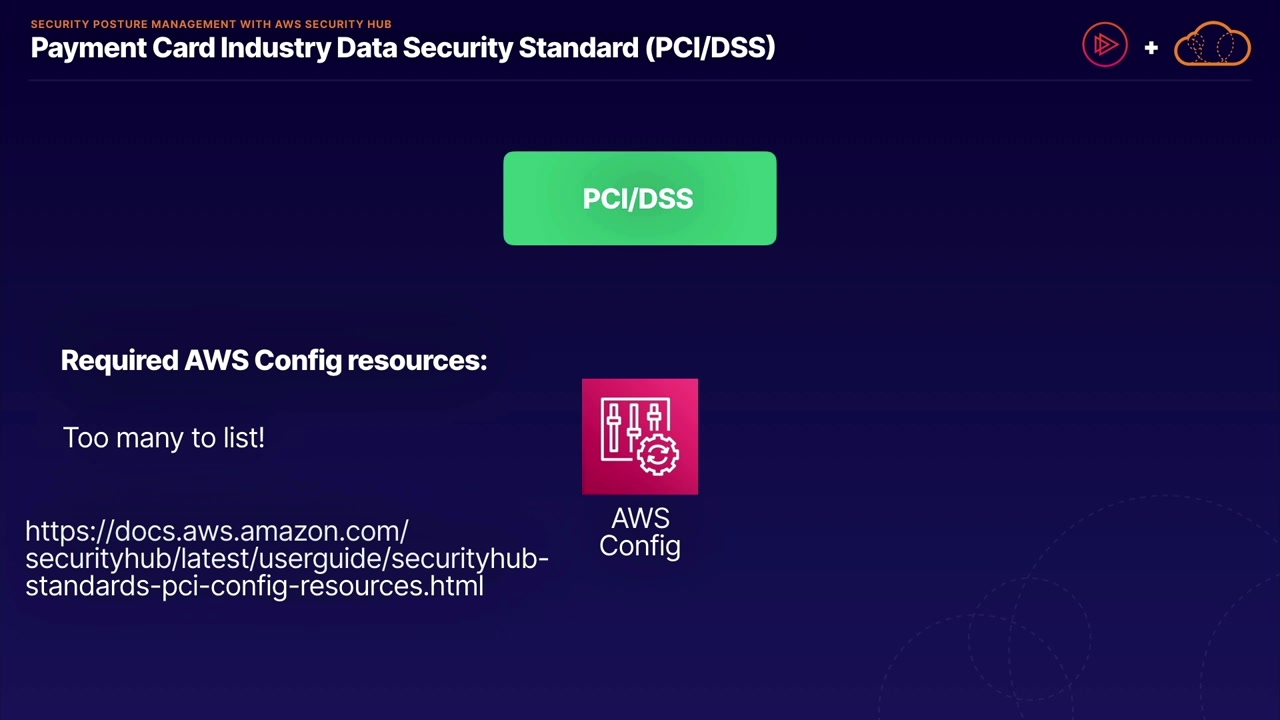 SECURITY POSTURE MANAGEMENT WITH AWS SECURITY HUB
Payment Card Industry Data Security Standard (PCI/DSS)
+
PCI/DSS
Required AWS Config resources:
Too many to list!
https://docs.aws.amazon.com/
securityhub/latest/userguide/securityhub-
standards-pci-config-resources.html
AWS
Config